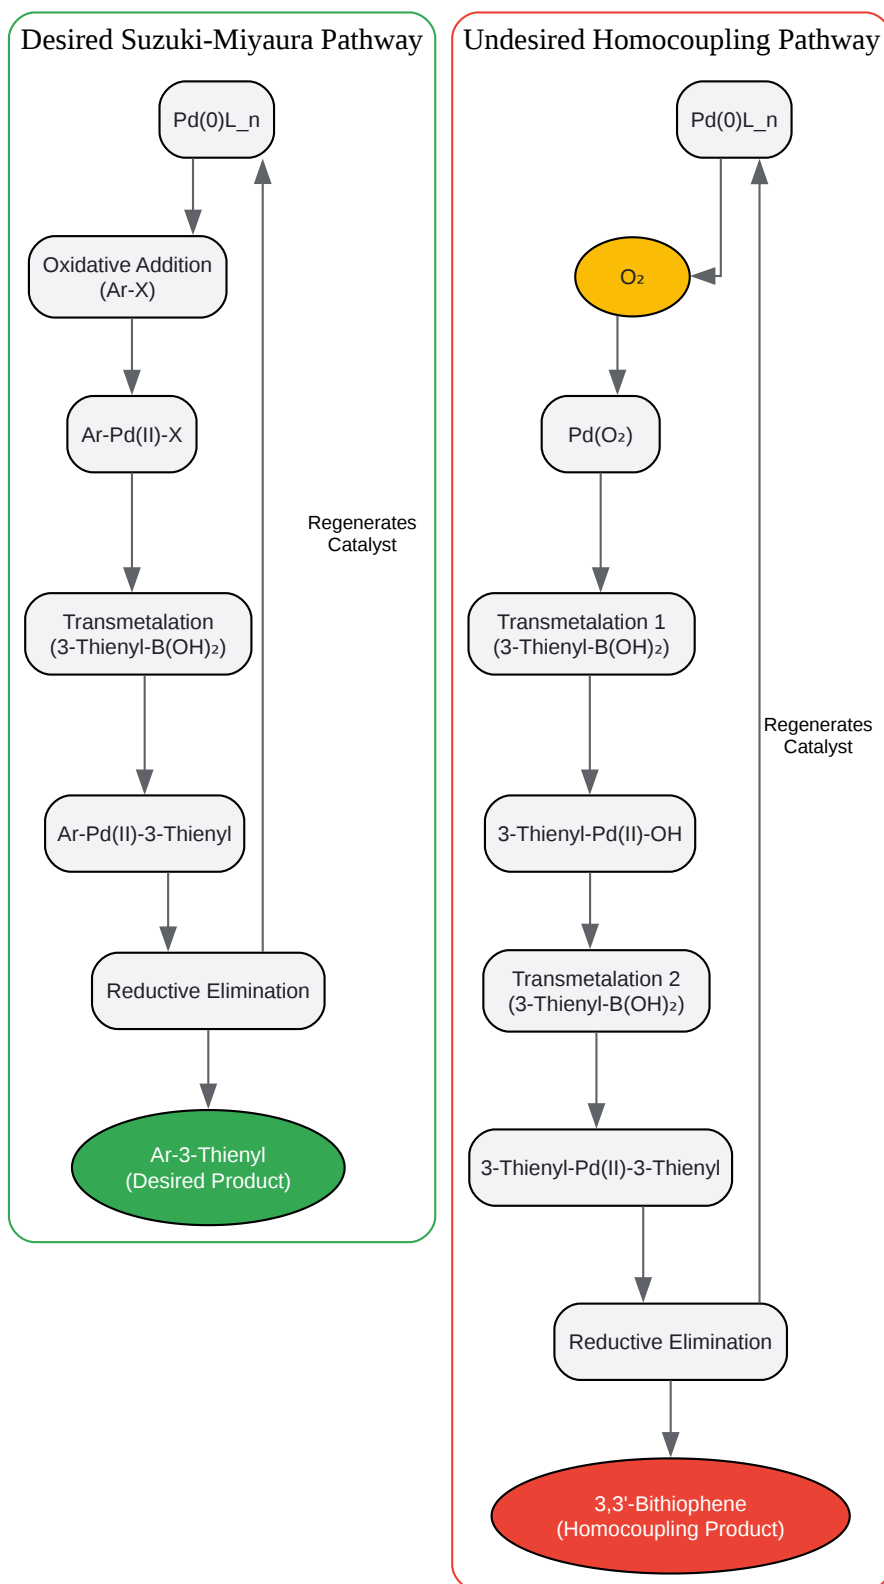 Desired Suzuki-Miyaura Pathway
Pd(0)L_n
Oxidative Addition
(Ar-X)
Ar-Pd(II)-X
Regenerates
Catalyst
Transmetalation
(3-Thienyl-B(OH)₂)
Ar-Pd(II)-3-Thienyl
Reductive Elimination
Ar-3-Thienyl
(Desired Product)
Undesired Homocoupling Pathway
Pd(0)L_n
O₂
Pd(O₂)
Transmetalation 1
(3-Thienyl-B(OH)₂)
Regenerates
Catalyst
3-Thienyl-Pd(II)-OH
Transmetalation 2
(3-Thienyl-B(OH)₂)
3-Thienyl-Pd(II)-3-Thienyl
Reductive Elimination
3,3'-Bithiophene
(Homocoupling Product)